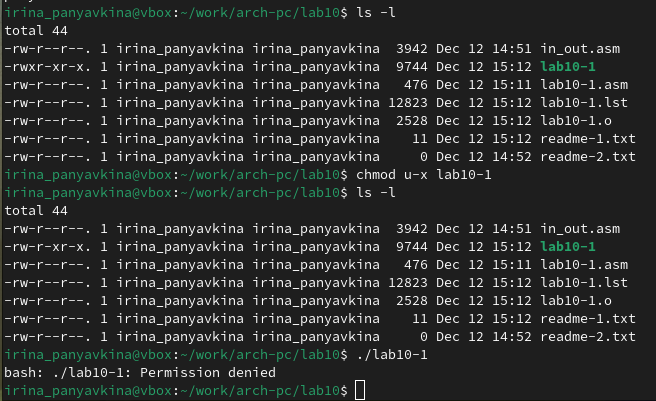 irina_panyavkina@vbox:~/work/arch-pc/lab10$ ls -l
total 44
-rw-r--r--. 1 irina_panyavkina irina_panyavkina  3942 Dec 12 14:51 in_out.asm
-rwxr-xr-x. 1 irina_panyavkina irina_panyavkina  9744 Dec 12 15:12 lab10-1
-rw-r--r--. 1 irina_panyavkina irina_panyavkina   476 Dec 12 15:11 lab10-1.asm
-rw-r--r--. 1 irina_panyavkina irina_panyavkina 12823 Dec 12 15:12 lab10-1.lst
-rw-r--r--. 1 irina_panyavkina irina_panyavkina  2528 Dec 12 15:12 lab10-1.o
-rw-r--r--. 1 irina_panyavkina irina_panyavkina    11 Dec 12 15:12 readme-1.txt
-rw-r--r--. 1 irina_panyavkina irina_panyavkina     0 Dec 12 14:52 readme-2.txt
irina_panyavkina@vbox:~/work/arch-pc/lab10$ chmod u-x lab10-1
irina_panyavkina@vbox:~/work/arch-pc/lab10$ ls -l
total 44
-rw-r--r--. 1 irina_panyavkina irina_panyavkina  3942 Dec 12 14:51 in_out.asm
-rw-r-xr-x. 1 irina_panyavkina irina_panyavkina  9744 Dec 12 15:12 lab10-1
-rw-r--r--. 1 irina_panyavkina irina_panyavkina   476 Dec 12 15:11 lab10-1.asm
-rw-r--r--. 1 irina_panyavkina irina_panyavkina 12823 Dec 12 15:12 lab10-1.lst
-rw-r--r--. 1 irina_panyavkina irina_panyavkina  2528 Dec 12 15:12 lab10-1.o
-rw-r--r--. 1 irina_panyavkina irina_panyavkina    11 Dec 12 15:12 readme-1.txt
-rw-r--r--. 1 irina_panyavkina irina_panyavkina     0 Dec 12 14:52 readme-2.txt
irina_panyavkina@vbox:~/work/arch-pc/lab10$ ./lab10-1
bash: ./lab10-1: Permission denied
irina_panyavkina@vbox:~/work/arch-pc/lab10$